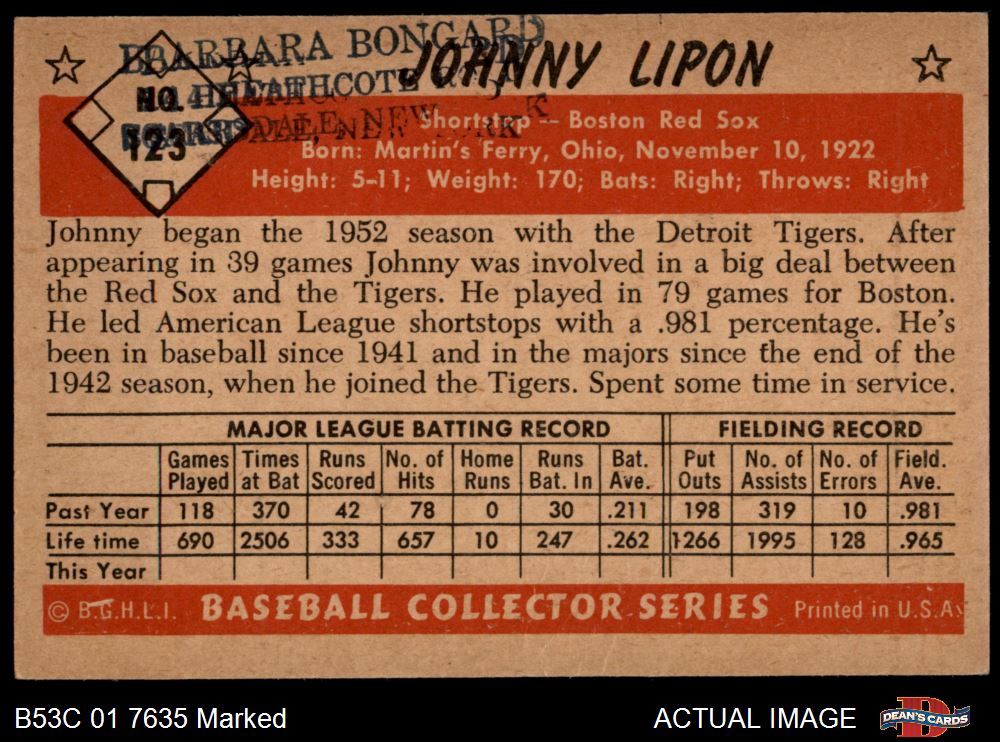 BARBARA BONGARD
HEATHCOTE
DALE, NEW YORK
JOHNNY LIPON
NO.
123
Shortstop — Boston Red Sox
Born: Martin's Ferry, Ohio, November 10, 1922
Height: 5-11; Weight: 170; Bats: Right; Throws: Right
Johnny began the 1952 season with the Detroit Tigers. After
appearing in 39 games Johnny was involved in a big deal between
the Red Sox and the Tigers. He played in 79 games for Boston.
He led American League shortstops with a .981 percentage. He's
been in baseball since 1941 and in the majors since the end of the
1942 season, when he joined the Tigers. Spent some time in service.
MAJOR LEAGUE BATTING RECORD FIELDING RECORD
Games Times Runs No. of Home Runs Bat. Put No. of No. of Field.
Played at Bat Scored Hits Runs Bat. In Ave. Outs Assists Errors Ave.
Past Year 118 370 42 78 0 30 .211 198 319 10 .981
Life time 690 2506 333 657 10 247 .262 1266 1995 128 .965
This Year
© B.G.H.L.I. BASEBALL COLLECTOR SERIES Printed in U.S.A.
B53C 01 7635 Marked ACTUAL IMAGE DEAN'S CARDS